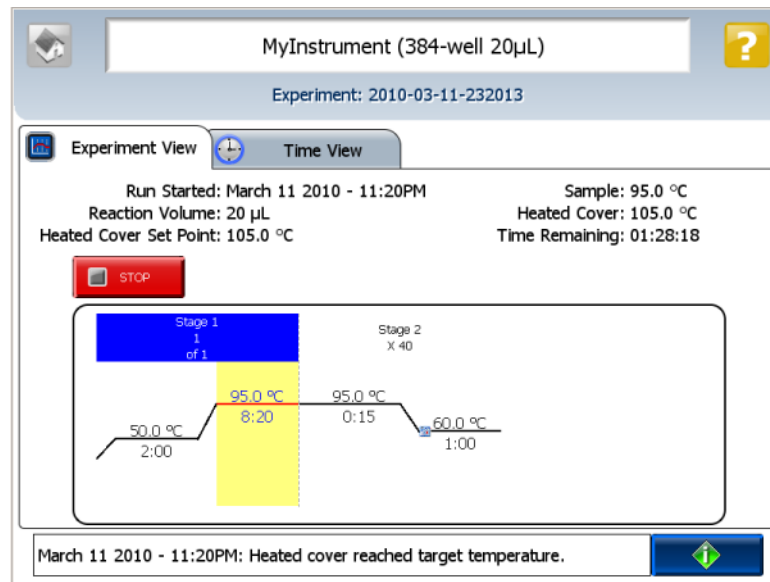 MyInstrument (384-well 20µL)
?
Experiment: 2010-03-11-232013
Experiment View
Time View
Run Started: March 11 2010 - 11:20PM
Reaction Volume: 20 µL
Heated Cover Set Point: 105.0 °C
Sample: 95.0 °C
Heated Cover: 105.0 °C
Time Remaining: 01:28:18
STOP
Stage 1
1
of 1
Stage 2
X 40
50.0 °C
2:00
95.0 °C
8:20
95.0 °C
0:15
60.0 °C
1:00
March 11 2010 - 11:20PM: Heated cover reached target temperature.
i